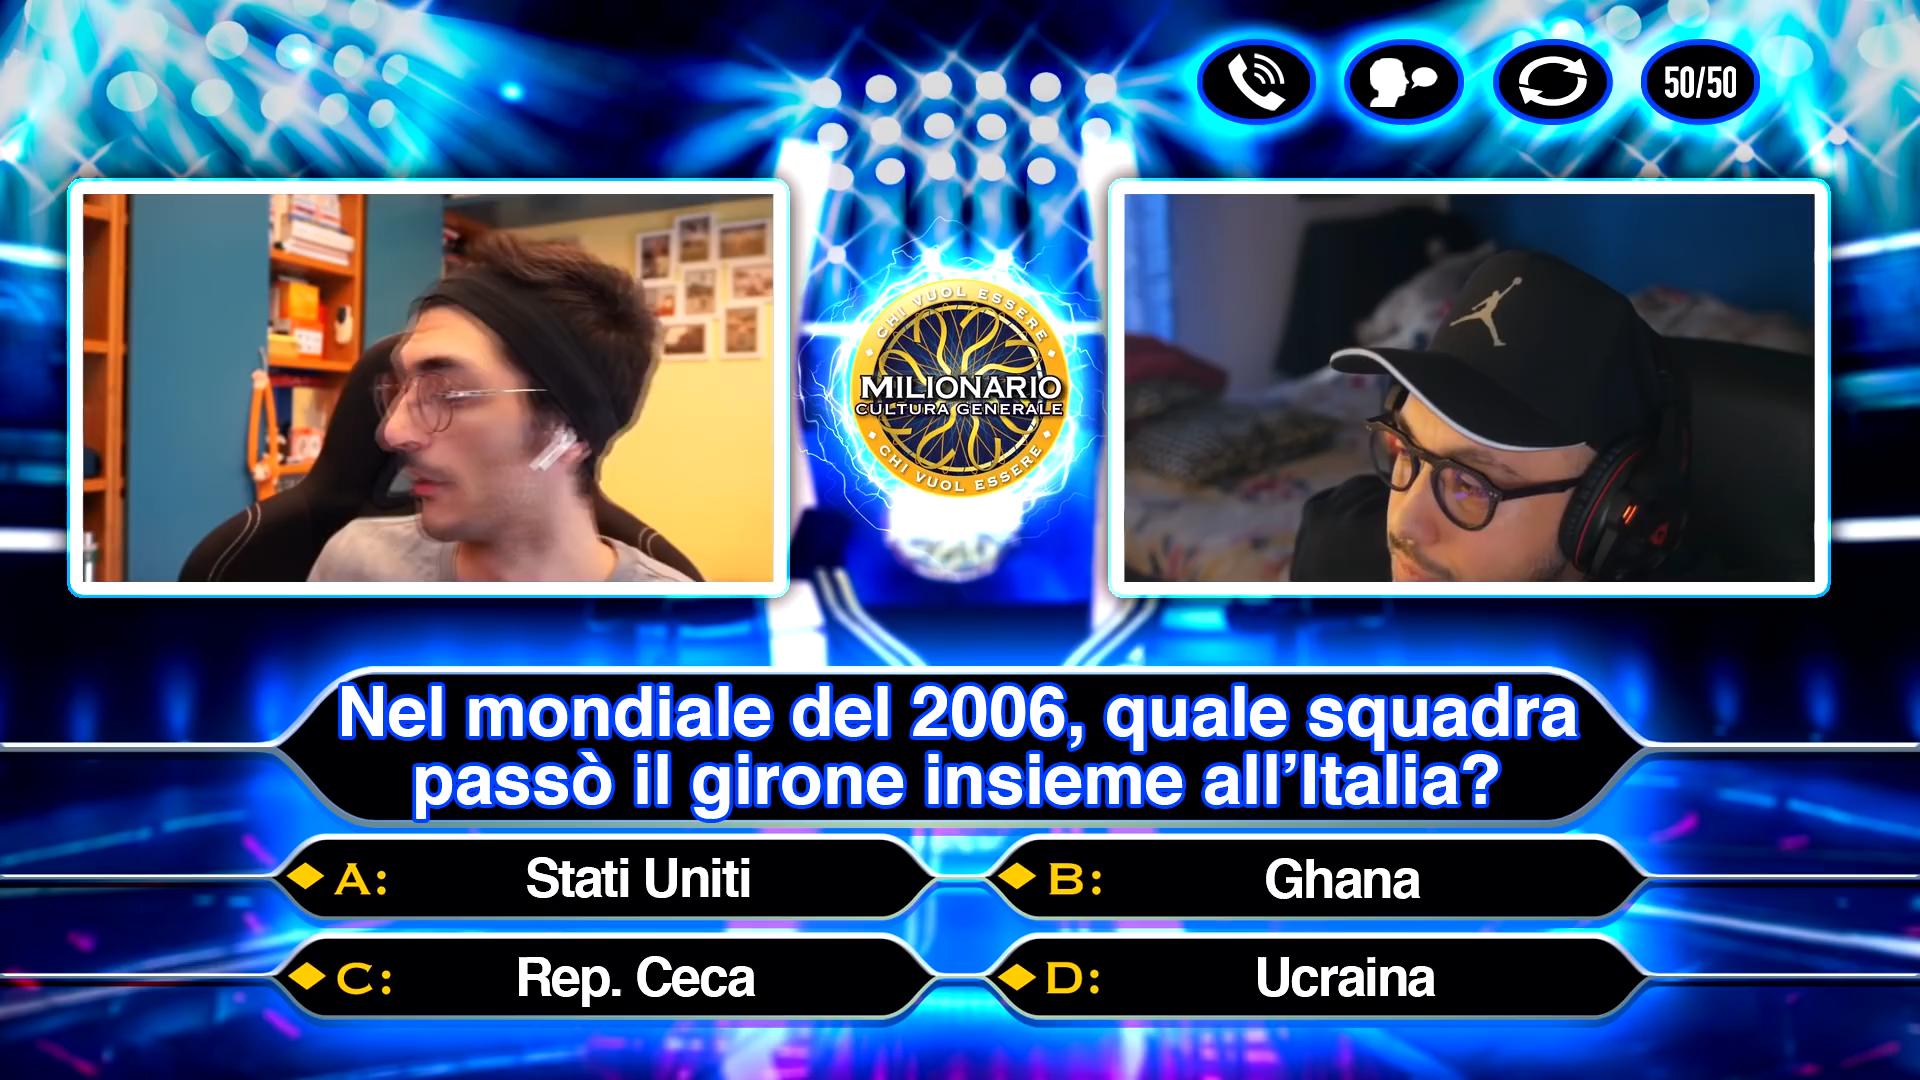 50/50
CHI VUOL ESSERE
MILIONARIO
CULTURA GENERALE
CHI VUOL ESSERE
Nel mondiale del 2006, quale squadra
passò il girone insieme all’Italia?
A: Stati Uniti
B: Ghana
C: Rep. Ceca
D: Ucraina